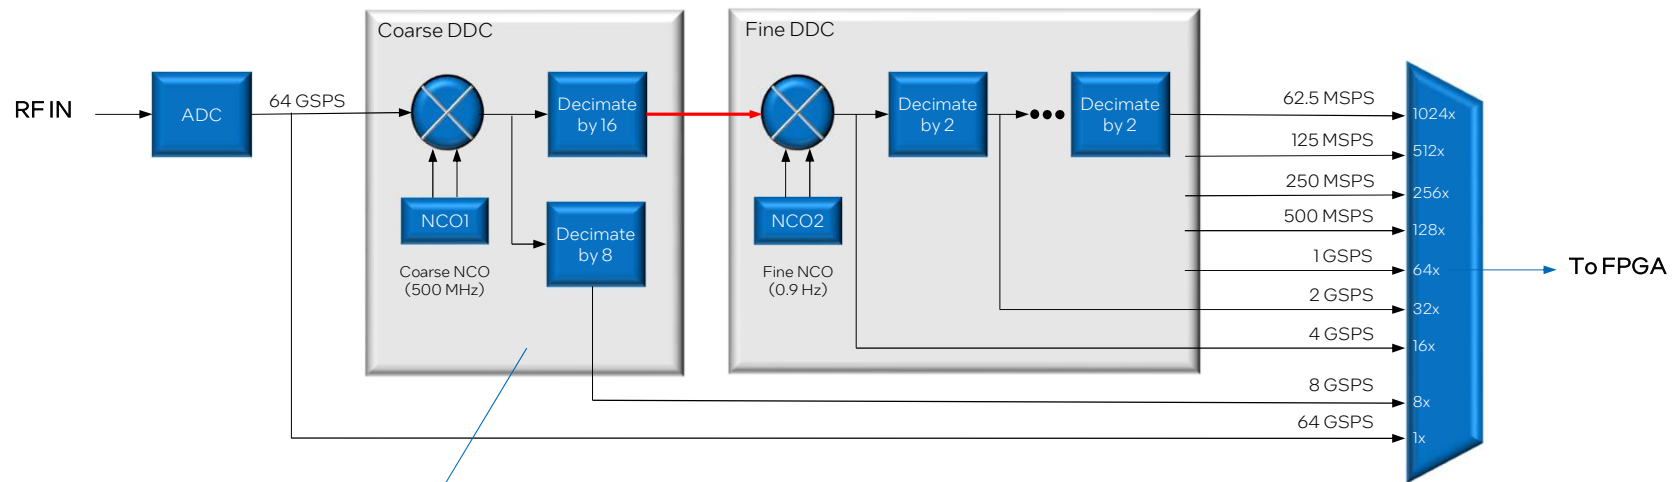 Coarse DDC
Fine DDC
RF IN
ADC
64 GSPS
Decimate
by 16
Decimate
by 2
Decimate
by 2
62.5 MSPS
1024x
125 MSPS
512x
250 MSPS
256x
NCO1
NCO2
500 MSPS
128x
Decimate
by 8
Coarse NCO
(500 MHz)
Fine NCO
(0.9 Hz)
1 GSPS
64x
To FPGA
2 GSPS
32x
4 GSPS
16x
8 GSPS
8x
64 GSPS
1x